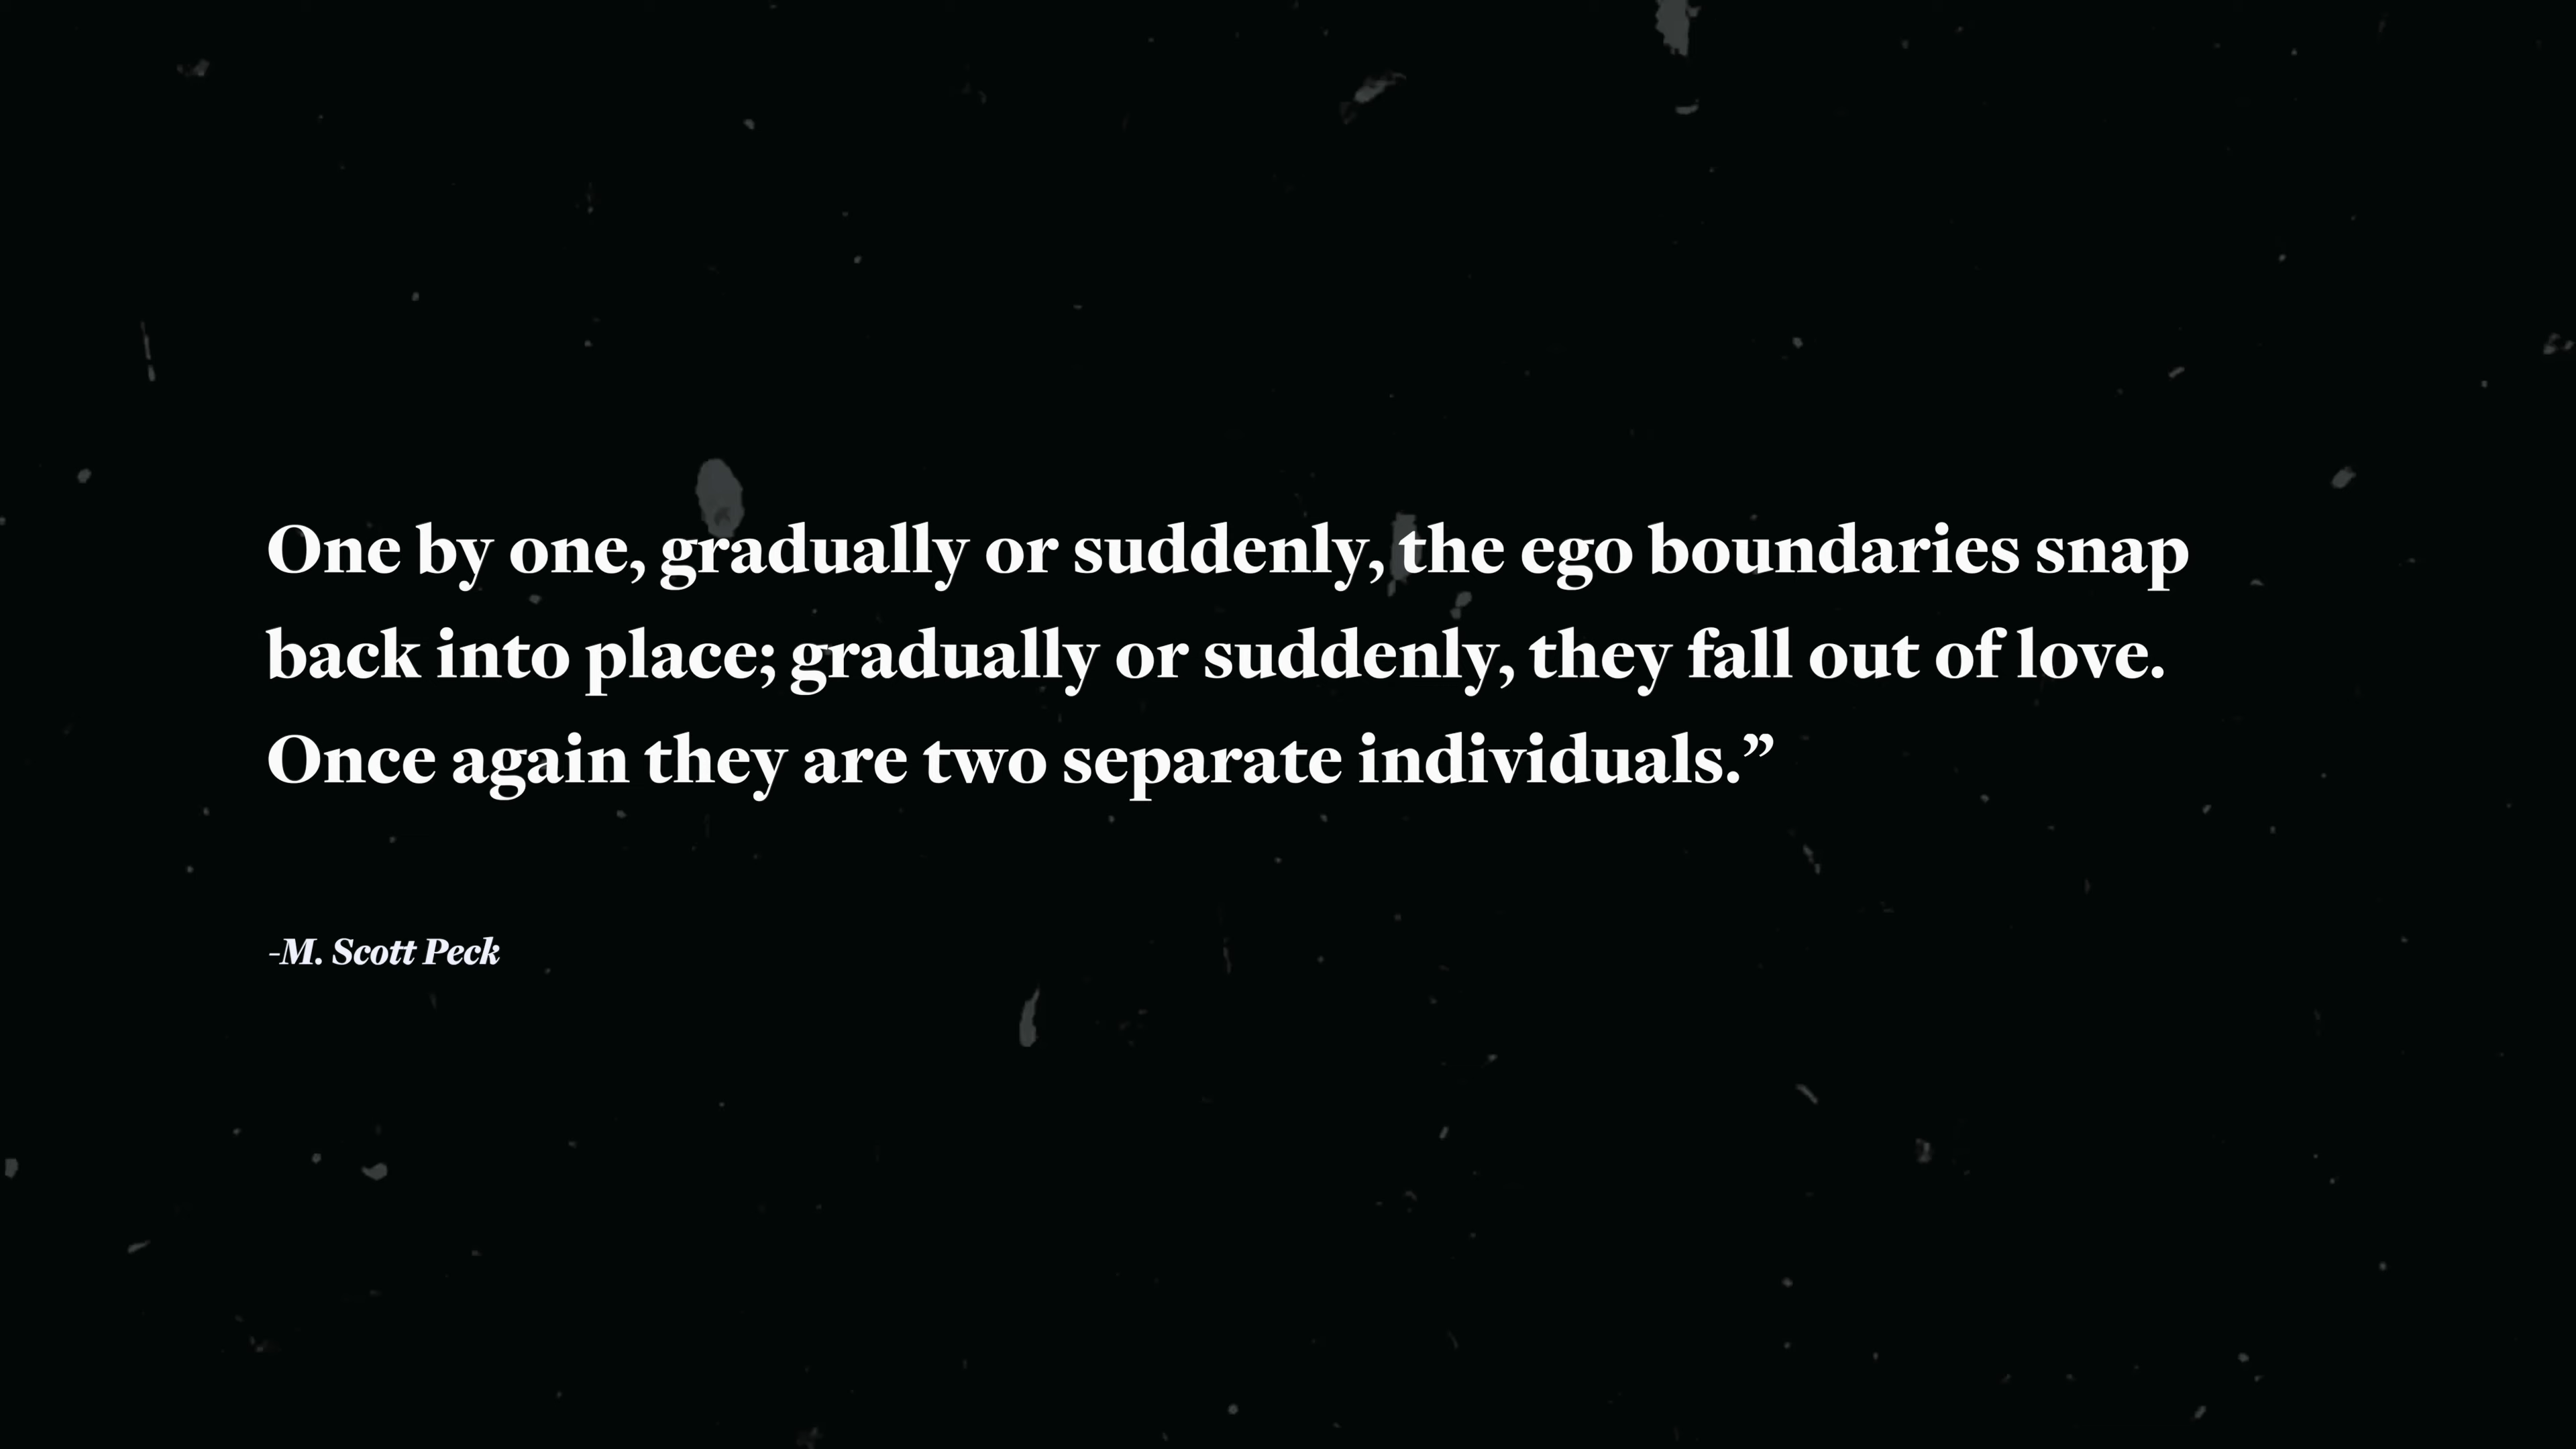 One by one, gradually or suddenly, the ego boundaries snap
back into place; gradually or suddenly, they fall out of love.
Once again they are two separate individuals.”
-M. Scott Peck